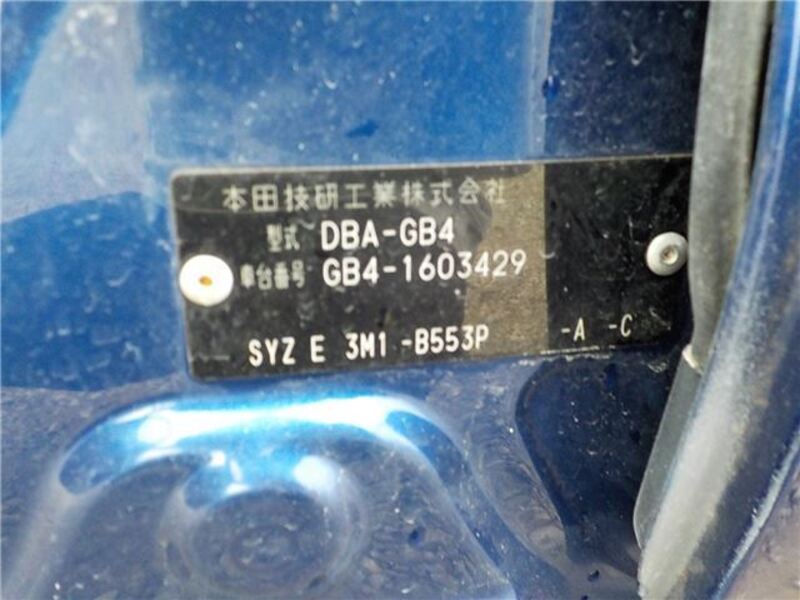 本田技研工業株式会社
型式 DBA-GB4
車台番号 GB4-1603429
SYZ E 3M1 -B553P -A -C